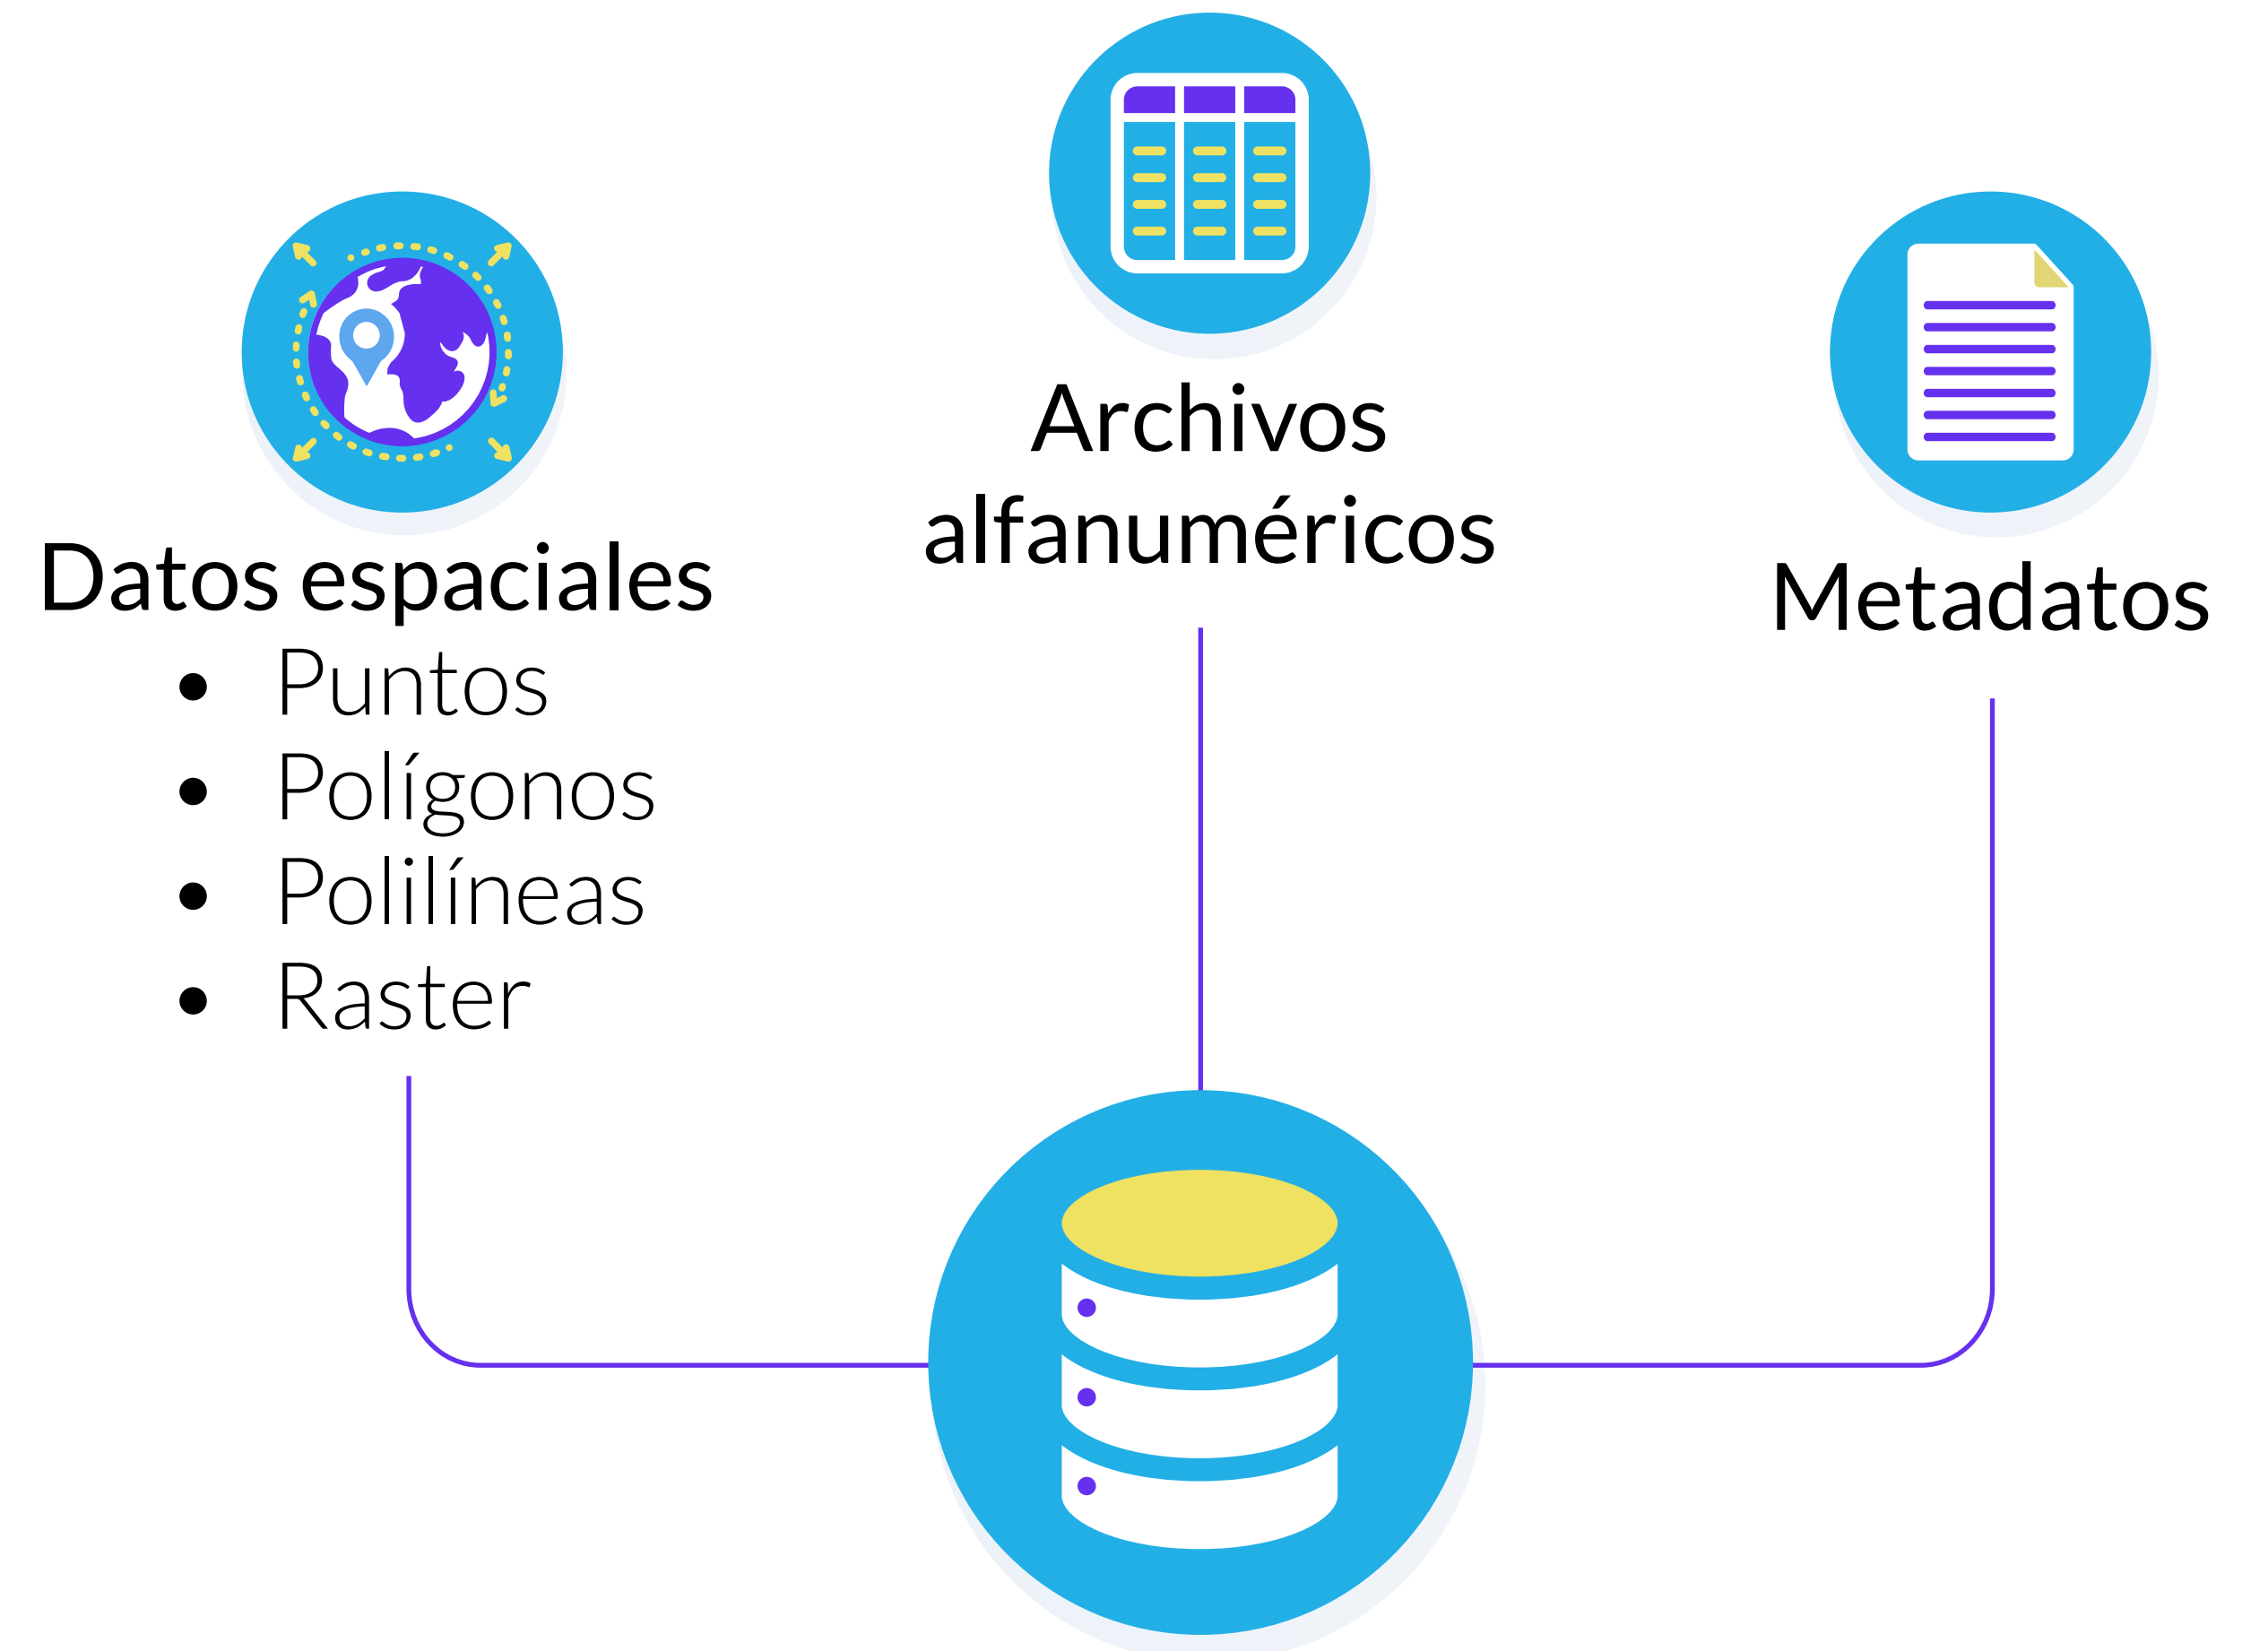 Datos espaciales
• Puntos
• Polígonos
• Polilíneas
• Raster
Archivos
alfanuméricos
Metadatos